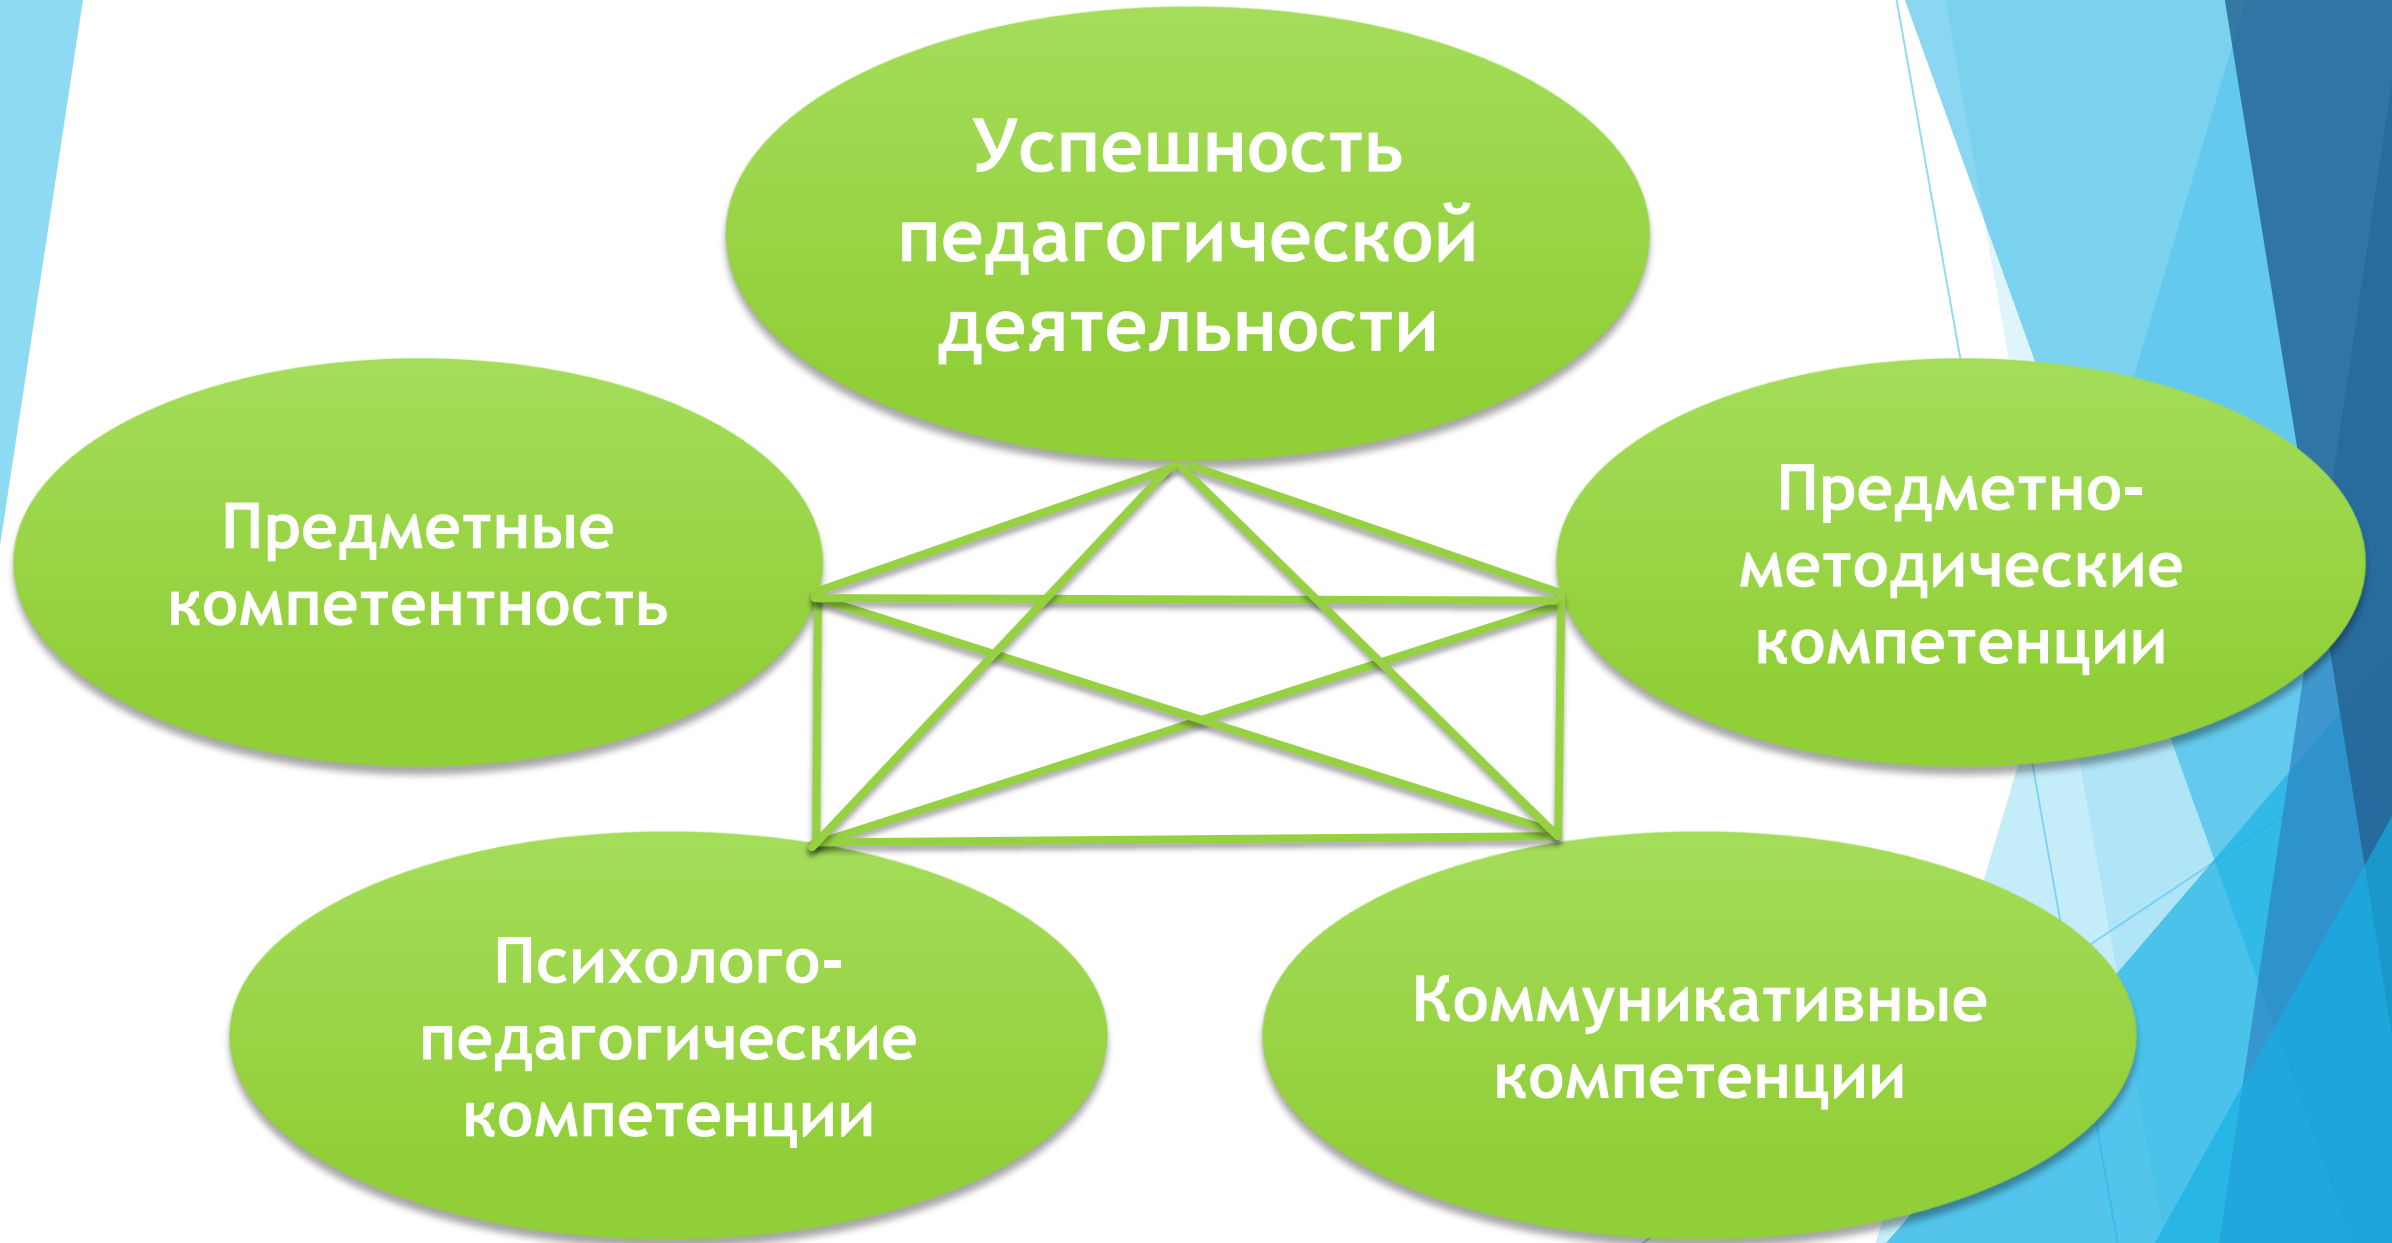 Успешность
педагогической
деятельности
Предметные
компетентность
Предметно-
методические
компетенции
Психолого-
педагогические
компетенции
Коммуникативные
компетенции